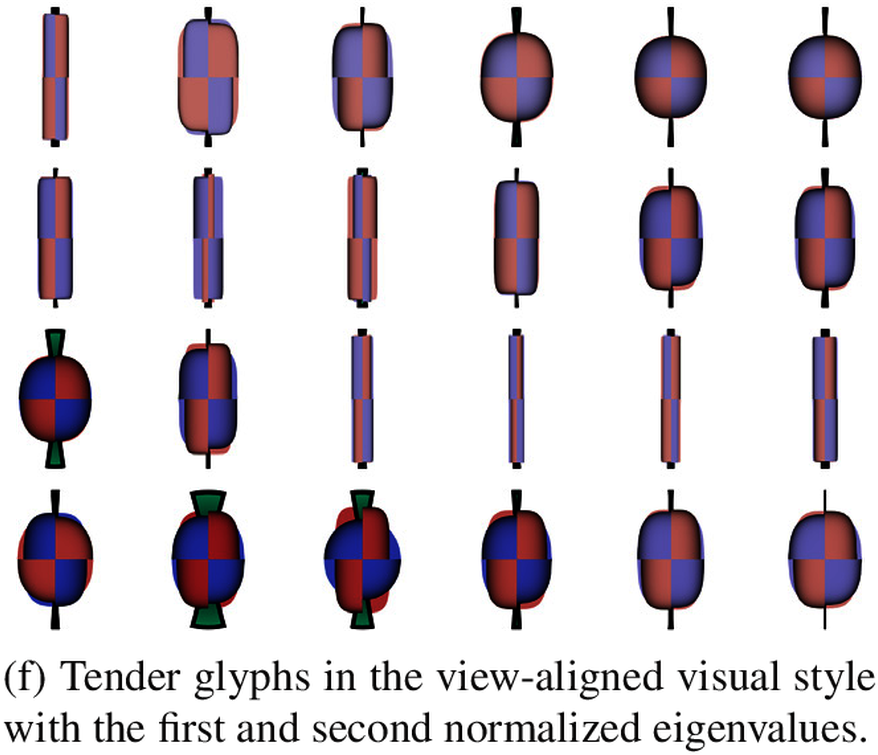 (f) Tender glyphs in the view-aligned visual style
with the first and second normalized eigenvalues.